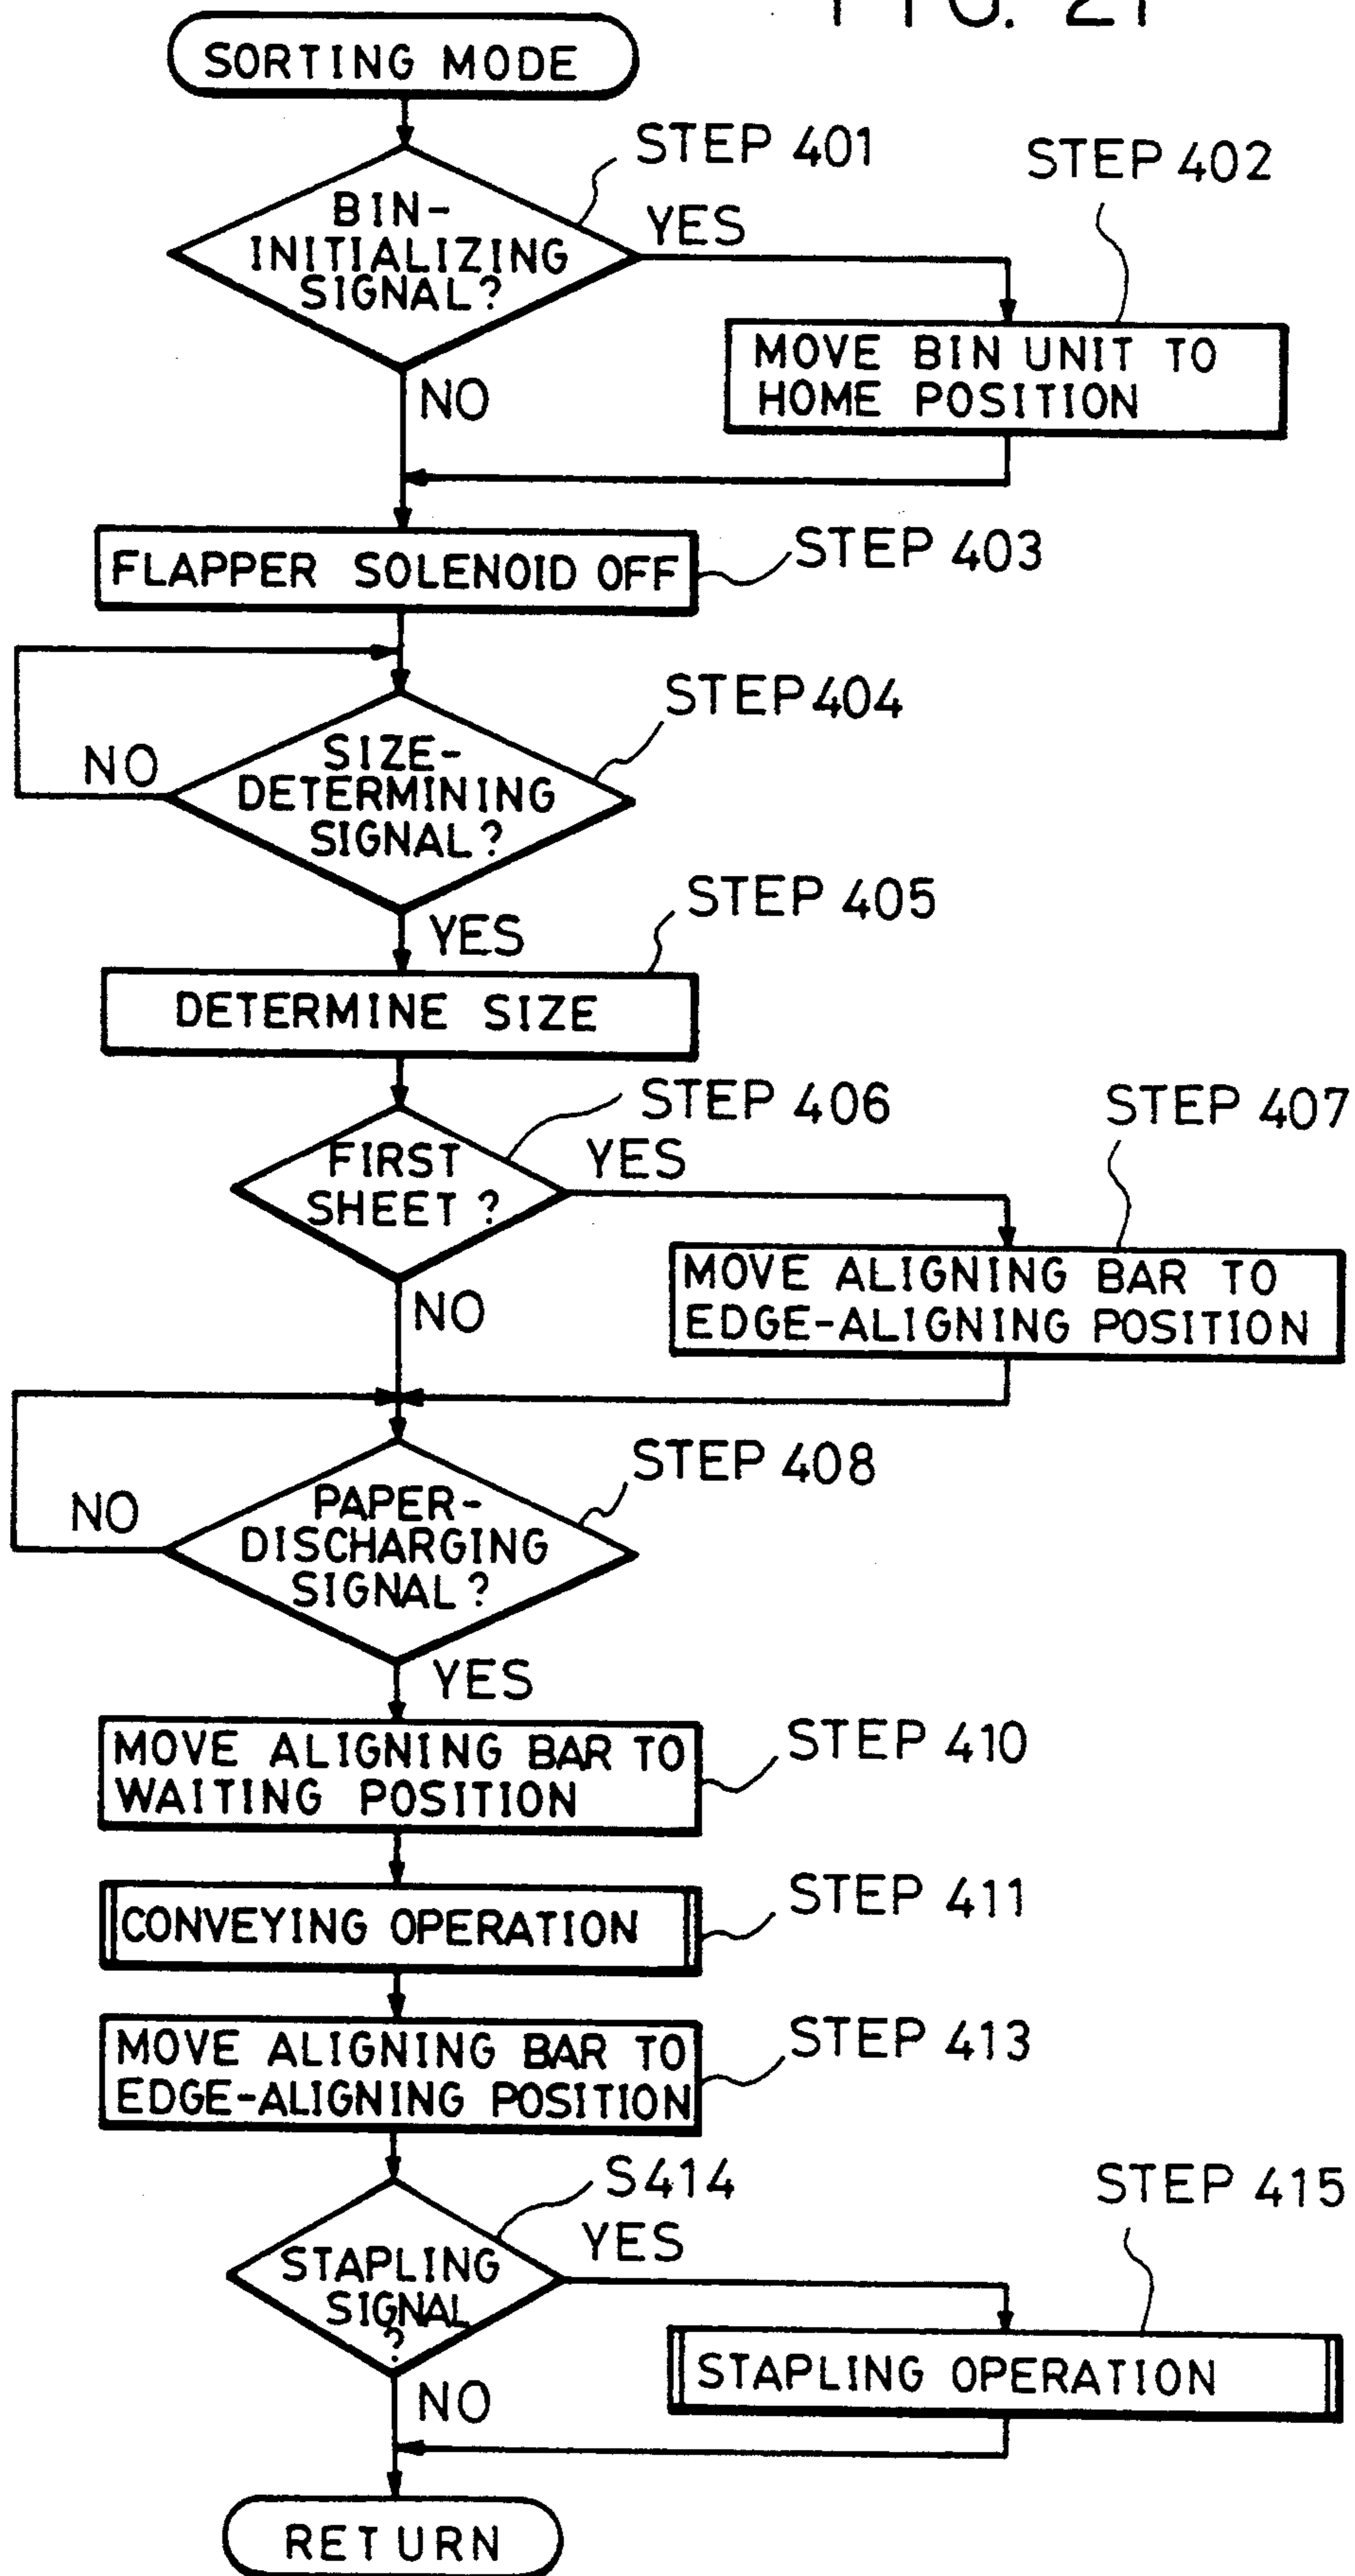 FIG. 21
SORTING MODE
STEP 401
STEP 402
BIN-
INITIALIZING
SIGNAL?
YES
MOVE BIN UNIT TO
HOME POSITION
NO
FLAPPER SOLENOID OFF
STEP 403
STEP 404
NO
SIZE-
DETERMINING
SIGNAL?
YES
STEP 405
DETERMINE SIZE
STEP 406
STEP 407
FIRST
SHEET?
YES
MOVE ALIGNING BAR TO
EDGE-ALIGNING POSITION
NO
STEP 408
NO
PAPER-
DISCHARGING
SIGNAL?
YES
MOVE ALIGNING BAR TO
WAITING POSITION
STEP 410
CONVEYING OPERATION
STEP 411
MOVE ALIGNING BAR TO
EDGE-ALIGNING POSITION
STEP 413
S414
STEP 415
STAPLING
SIGNAL
?
YES
STAPLING OPERATION
NO
RETURN